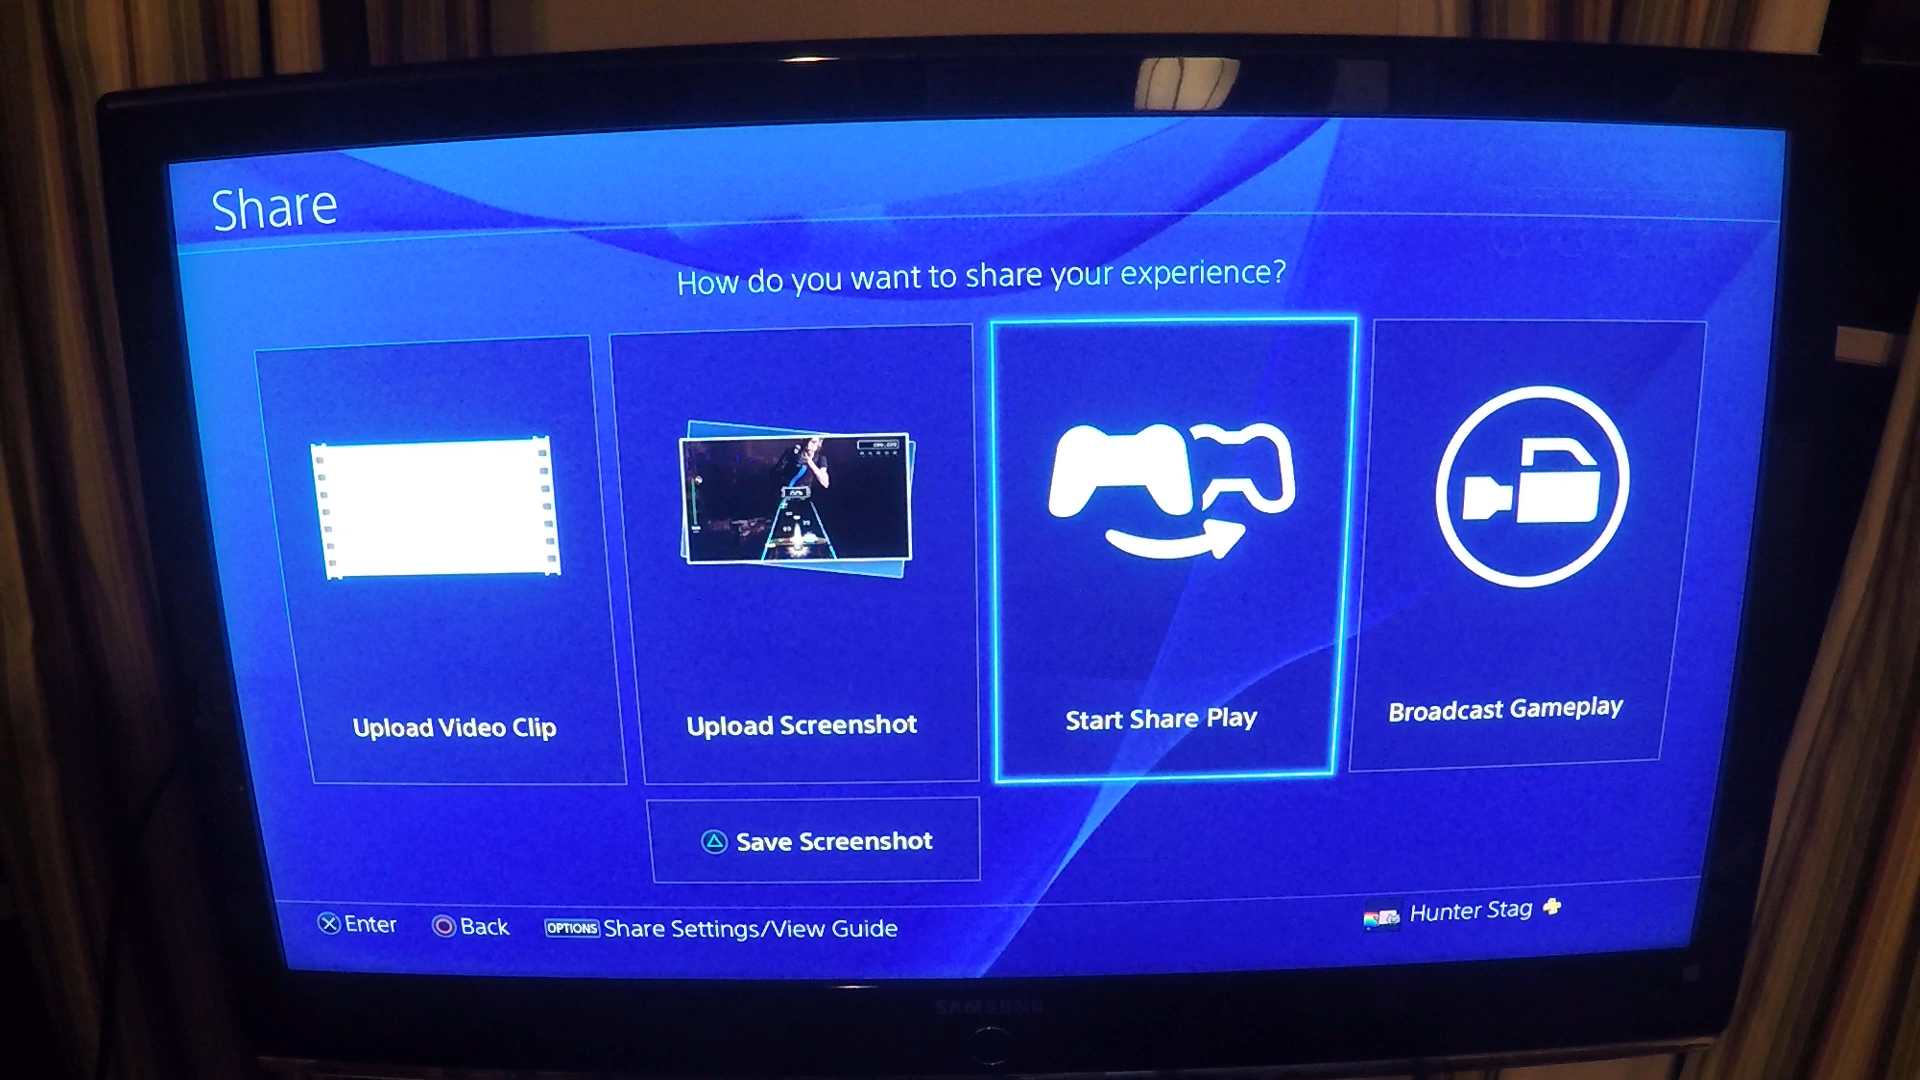 Share
How do you want to share your experience?
Upload Video Clip
Upload Screenshot
Start Share Play
Broadcast Gameplay
Save Screenshot
Enter
Back
OPTIONS Share Settings/View Guide
Hunter Stag
SAMSUNG